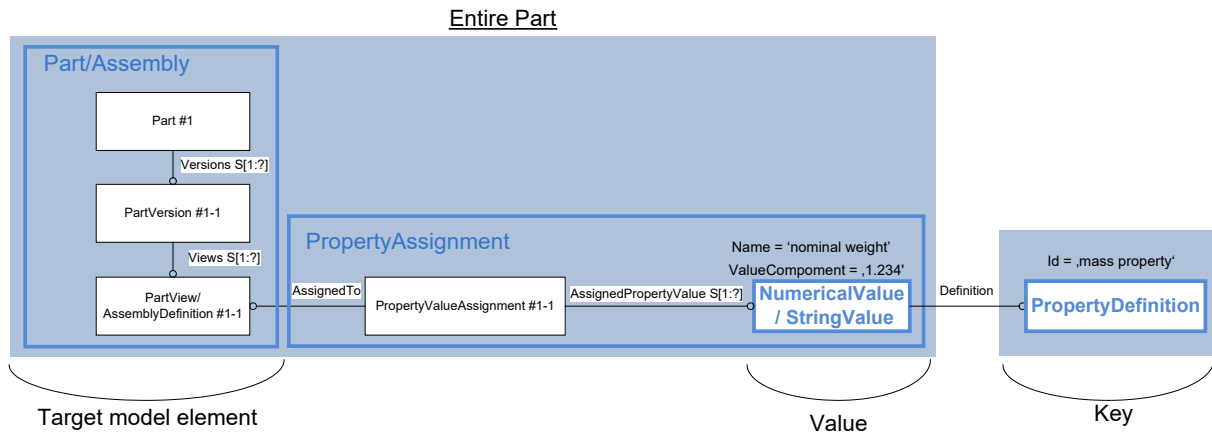 Entire Part
Part/Assembly
Part #1
Versions S[1:?]
PartVersion #1-1
Views S[1:?]
PartView/
AssemblyDefinition #1-1
AssignedTo
PropertyAssignment
PropertyValueAssignment #1-1
AssignedPropertyValue S[1:?]
Name = ‘nominal weight’
ValueCompoment = ‚1.234'
NumericalValue
/ StringValue
Definition
Id = ‚mass property‘
PropertyDefinition
Target model element
Value
Key